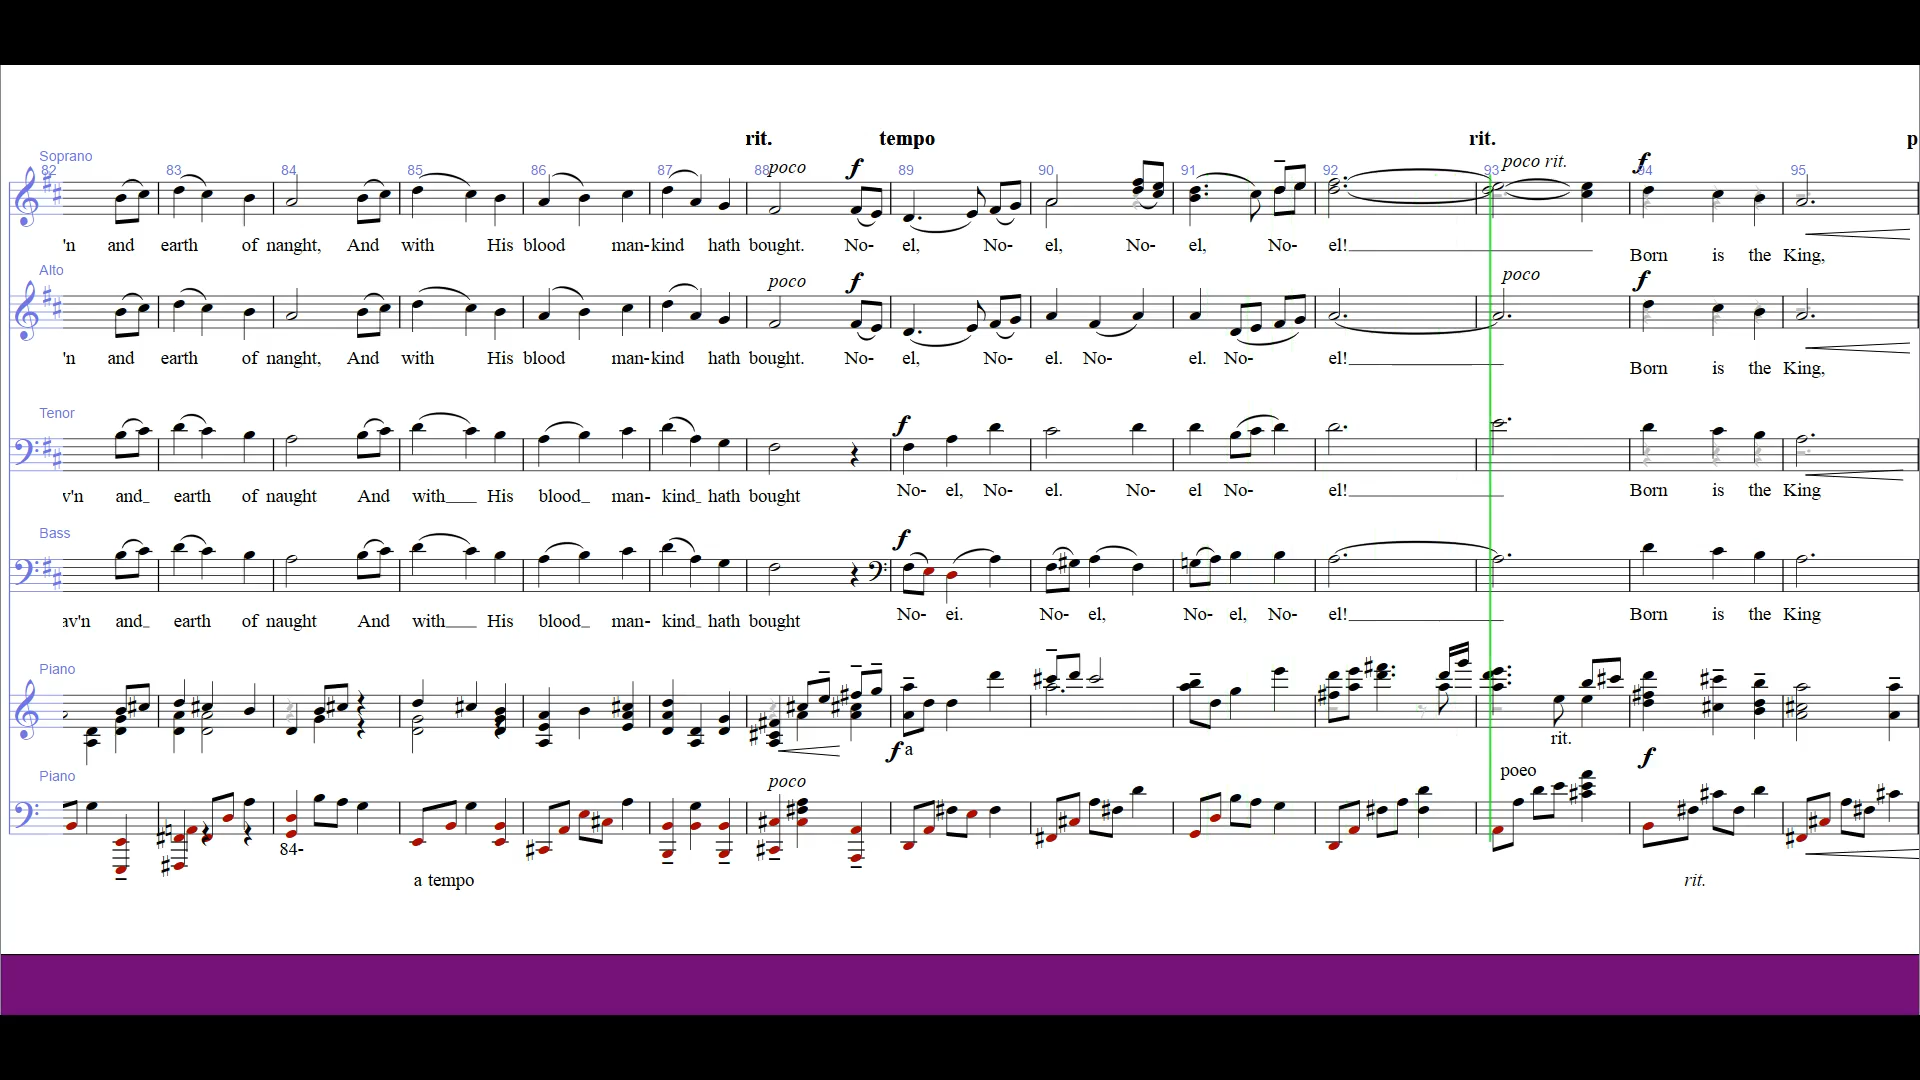 rit. tempo rit. p
Soprano
82 83 84 85 86 87 88 poco f 89 90 91 92 93 poco rit. f 94 95
'n and earth of nanght, And with His blood man- kind hath bought. No- el, No- el, No- el, No- el!
Born is the King,
Alto
poco f poco f
'n and earth of nanght, And with His blood man- kind hath bought. No- el, No- el. No- el. No- el!
Born is the King,
Tenor
f
v'n and_ earth of naught And with___ His blood_ man- kind_ hath bought
No- el, No- el. No- el No- el! Born is the King
Bass
f
av'n and_ earth of naught And with___ His blood_ man- kind_ hath bought
No- ei. No- el, No- el, No- el! Born is the King
Piano
f a rit. f
Piano
poco poeo
84-
a tempo rit.